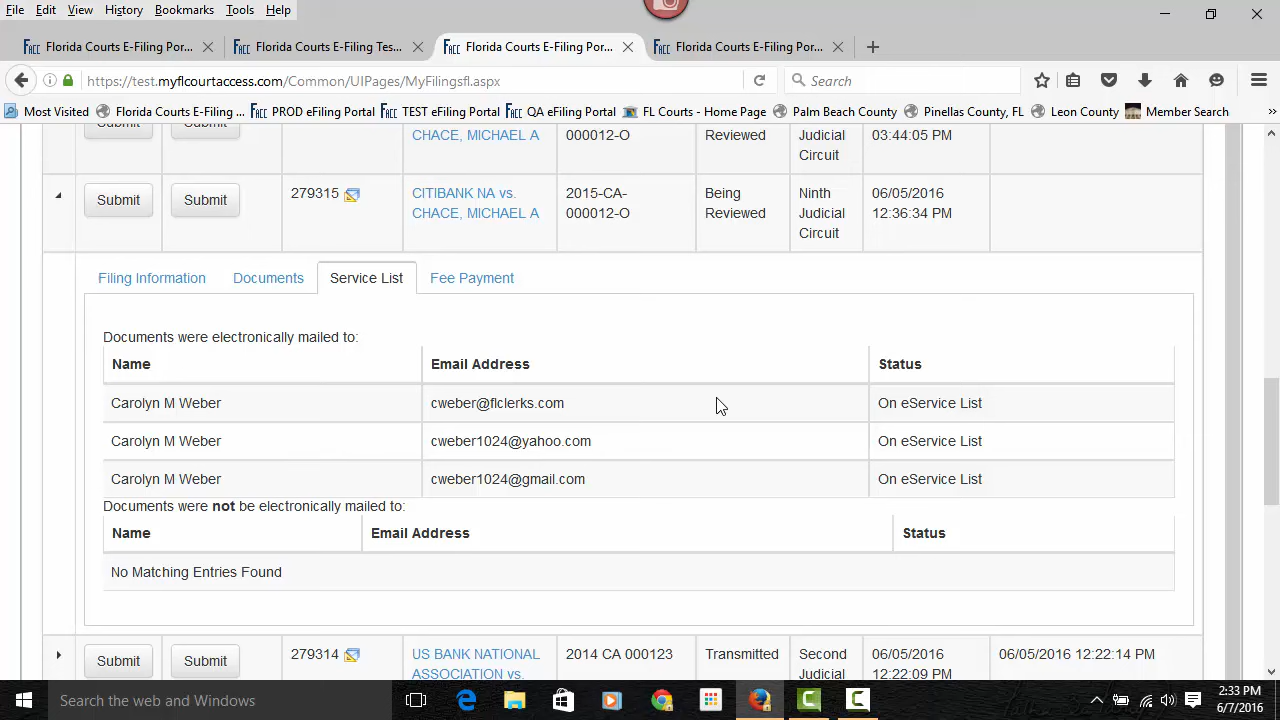 File Edit View History Bookmarks Tools Help
FACC Florida Courts E-Filing Por... FACC Florida Courts E-Filing Tes... FACC Florida Courts E-Filing Por... FACC Florida Courts E-Filing Por...
https://test.myflcourtaccess.com/Common/UIPages/MyFilingsfl.aspx Search
Most Visited Florida Courts E-Filing ... FACC PROD eFiling Portal FACC TEST eFiling Portal FACC QA eFiling Portal FL Courts - Home Page Palm Beach County Pinellas County, FL Leon County Member Search
Submit Submit CHACE, MICHAEL A 000012-O Reviewed Judicial 03:44:05 PM
Circuit
Submit Submit 279315 CITIBANK NA vs. 2015-CA- Being Ninth 06/05/2016
CHACE, MICHAEL A 000012-O Reviewed Judicial 12:36:34 PM
Circuit
Filing Information Documents Service List Fee Payment
Documents were electronically mailed to:
Name Email Address Status
Carolyn M Weber cweber@flclerks.com On eService List
Carolyn M Weber cweber1024@yahoo.com On eService List
Carolyn M Weber cweber1024@gmail.com On eService List
Documents were not be electronically mailed to:
Name Email Address Status
No Matching Entries Found
Submit Submit 279314 US BANK NATIONAL 2014 CA 000123 Transmitted Second 06/05/2016 06/05/2016 12:22:14 PM
ASSOCIATION vs. Judicial 12:22:09 PM
Search the web and Windows
2:33 PM
6/7/2016